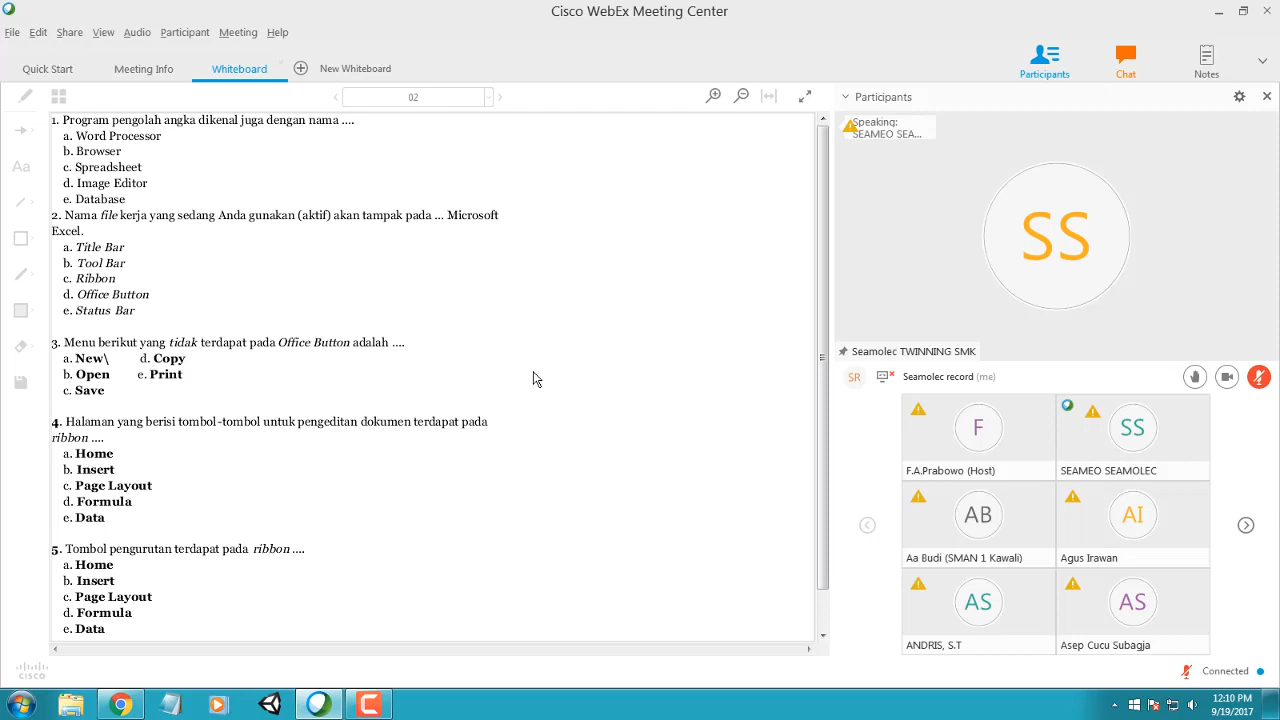 Cisco WebEx Meeting Center
File Edit Share View Audio Participant Meeting Help
Quick Start Meeting Info Whiteboard New Whiteboard
Participants Chat Notes
02
Aa
1. Program pengolah angka dikenal juga dengan nama ....
a. Word Processor
b. Browser
c. Spreadsheet
d. Image Editor
e. Database
2. Nama file kerja yang sedang Anda gunakan (aktif) akan tampak pada ... Microsoft
Excel.
a. Title Bar
b. Tool Bar
c. Ribbon
d. Office Button
e. Status Bar
3. Menu berikut yang tidak terdapat pada Office Button adalah ....
a. New\ d. Copy
b. Open e. Print
c. Save
4. Halaman yang berisi tombol-tombol untuk pengeditan dokumen terdapat pada
ribbon ....
a. Home
b. Insert
c. Page Layout
d. Formula
e. Data
5. Tombol pengurutan terdapat pada ribbon ....
a. Home
b. Insert
c. Page Layout
d. Formula
e. Data
cisco
Participants
Speaking:
SEAMEO SEA...
SS
Seamolec TWINNING SMK
SR Seamolec record (me)
F SS
F.A.Prabowo (Host) SEAMEO SEAMOLEC
AB AI
Aa Budi (SMAN 1 Kawali) Agus Irawan
AS AS
ANDRIS, S.T Asep Cucu Subagja
Connected
12:10 PM
9/19/2017